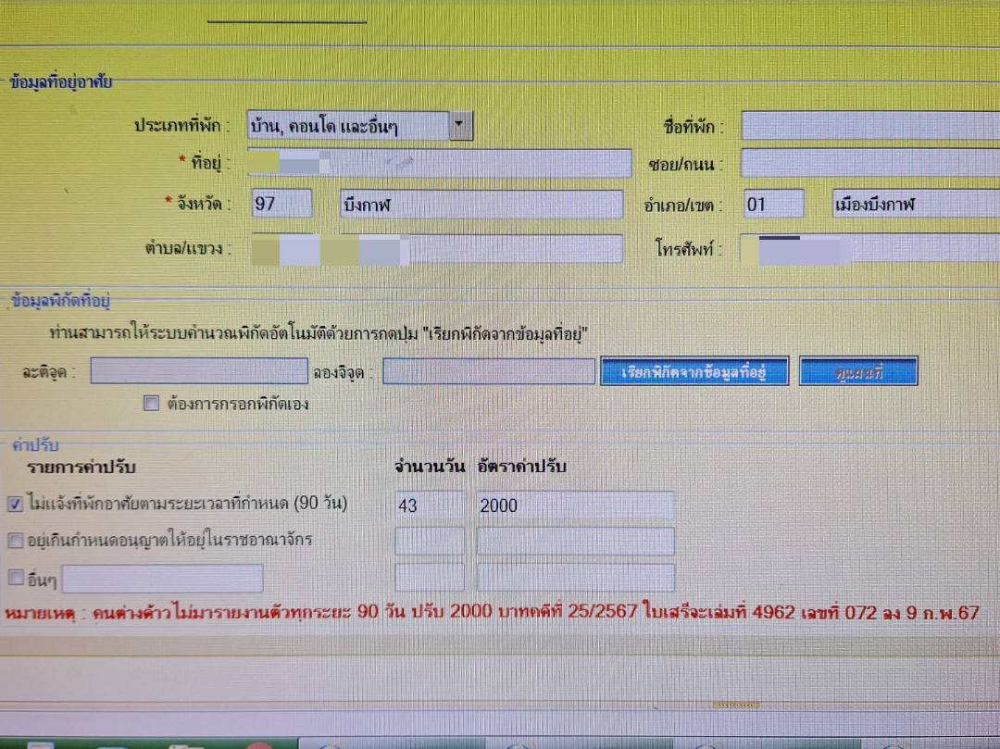 ข้อมูลที่อยู่อาศัย
ประเภทที่พัก : บ้าน, คอนโด และอื่นๆ ชื่อที่พัก :
* ที่อยู่ : ซอย/ถนน :
* จังหวัด : 97 บึงกาฬ อำเภอ/เขต : 01 เมืองบึงกาฬ
ตำบล/แขวง : โทรศัพท์ :
ข้อมูลพิกัดที่อยู่
ท่านสามารถให้ระบบคำนวณพิกัดอัตโนมัติด้วยการกดปุ่ม "เรียกพิกัดจากข้อมูลที่อยู่"
ละติจูด : ลองจิจูด : เรียกพิกัดจากข้อมูลที่อยู่ ดูแผนที่
ต้องการกรอกพิกัดเอง
ค่าปรับ
รายการค่าปรับ จำนวนวัน อัตราค่าปรับ
ไม่แจ้งที่พักอาศัยตามระยะเวลาที่กำหนด (90 วัน) 43 2000
อยู่เกินกำหนดอนุญาตให้อยู่ในราชอาณาจักร
อื่นๆ
หมายเหตุ : คนต่างด้าวไม่มารายงานตัวทุกระยะ 90 วัน ปรับ 2000 บาทคดีที่ 25/2567 ใบเสร็จะเล่มที่ 4962 เลขที่ 072 ลง 9 ก.พ.67